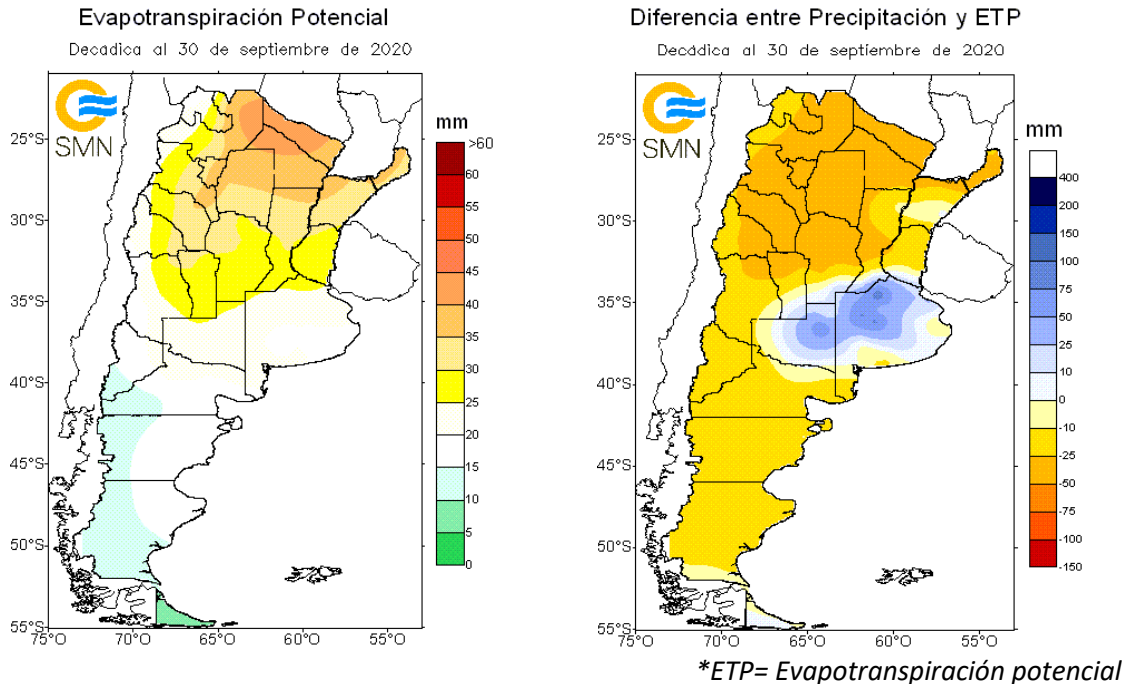 Evapotranspiración Potencial
Decádica al 30 de septiembre de 2020
SMN
mm
>60
60
55
50
45
40
35
30
25
20
15
10
5
0
25°S
30°S
35°S
40°S
45°S
50°S
55°S
75°O
70°O
65°O
60°O
55°O
Diferencia entre Precipitación y ETP
Decádica al 30 de septiembre de 2020
SMN
mm
400
200
150
100
75
50
25
10
0
-10
-25
-50
-75
-100
-150
25°S
30°S
35°S
40°S
45°S
50°S
55°S
75°O
70°O
65°O
60°O
55°O
*ETP= Evapotranspiración potencial